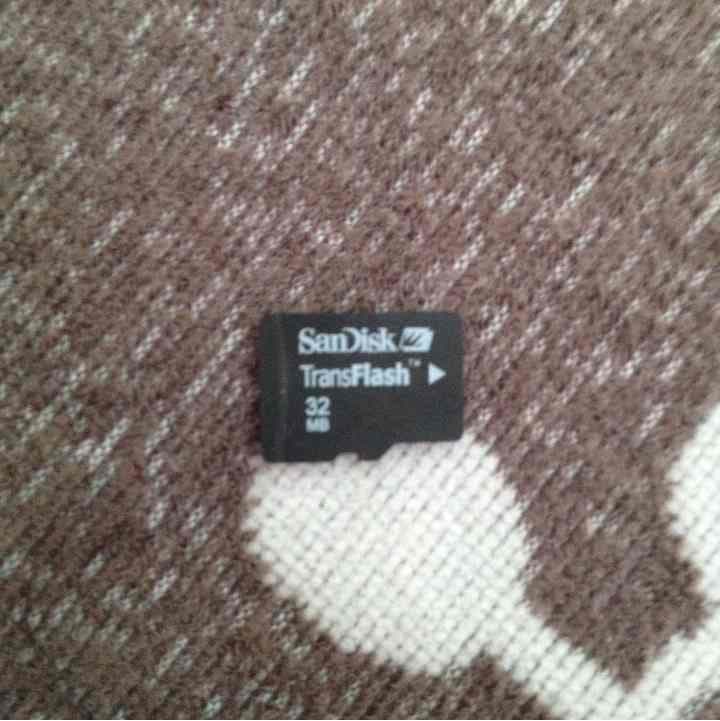 SanDisk
TransFlash™
32
MB